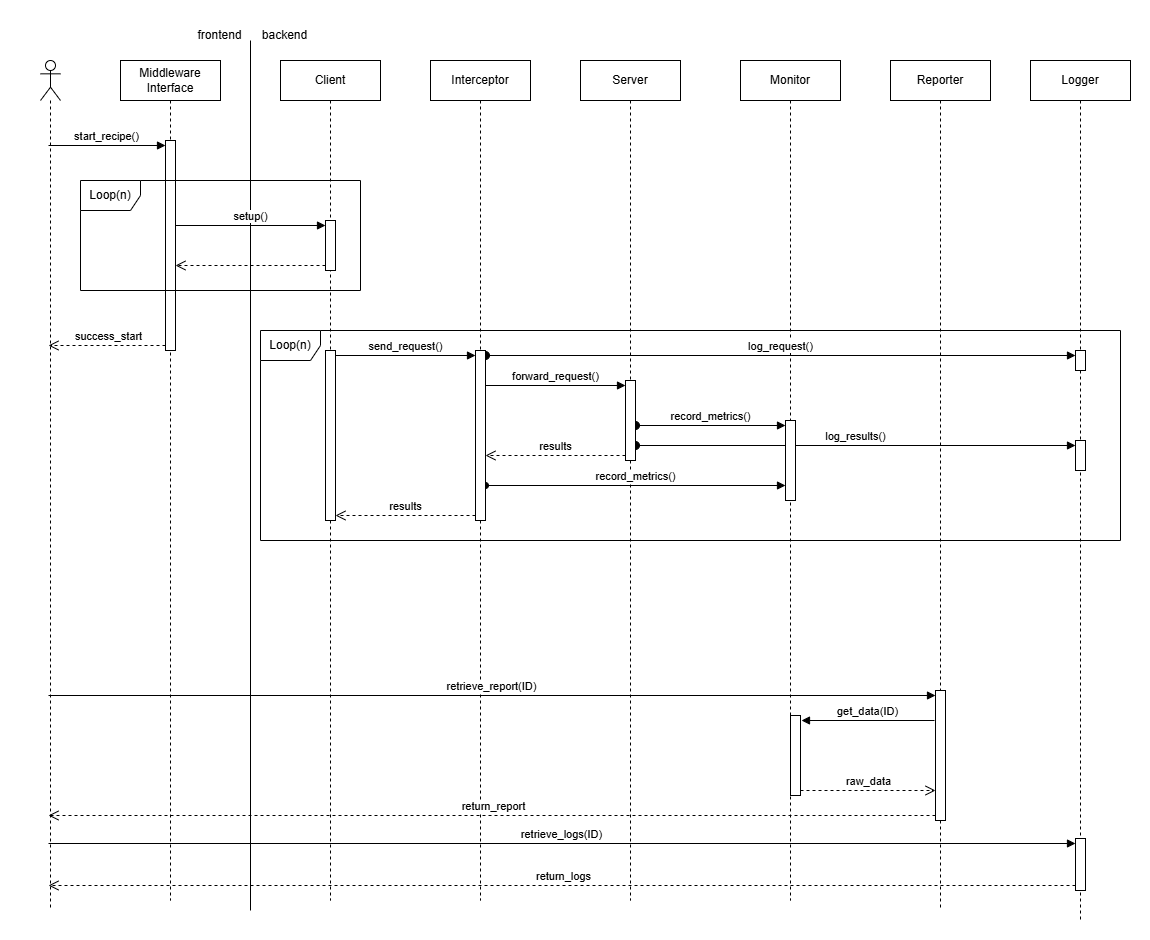 frontend
backend
Middleware
Interface
Client
Interceptor
Server
Monitor
Reporter
Logger
start_recipe()
Loop(n)
setup()
success_start
Loop(n)
send_request()
log_request()
forward_request()
record_metrics()
log_results()
results
record_metrics()
results
retrieve_report(ID)
get_data(ID)
raw_data
return_report
retrieve_logs(ID)
return_logs